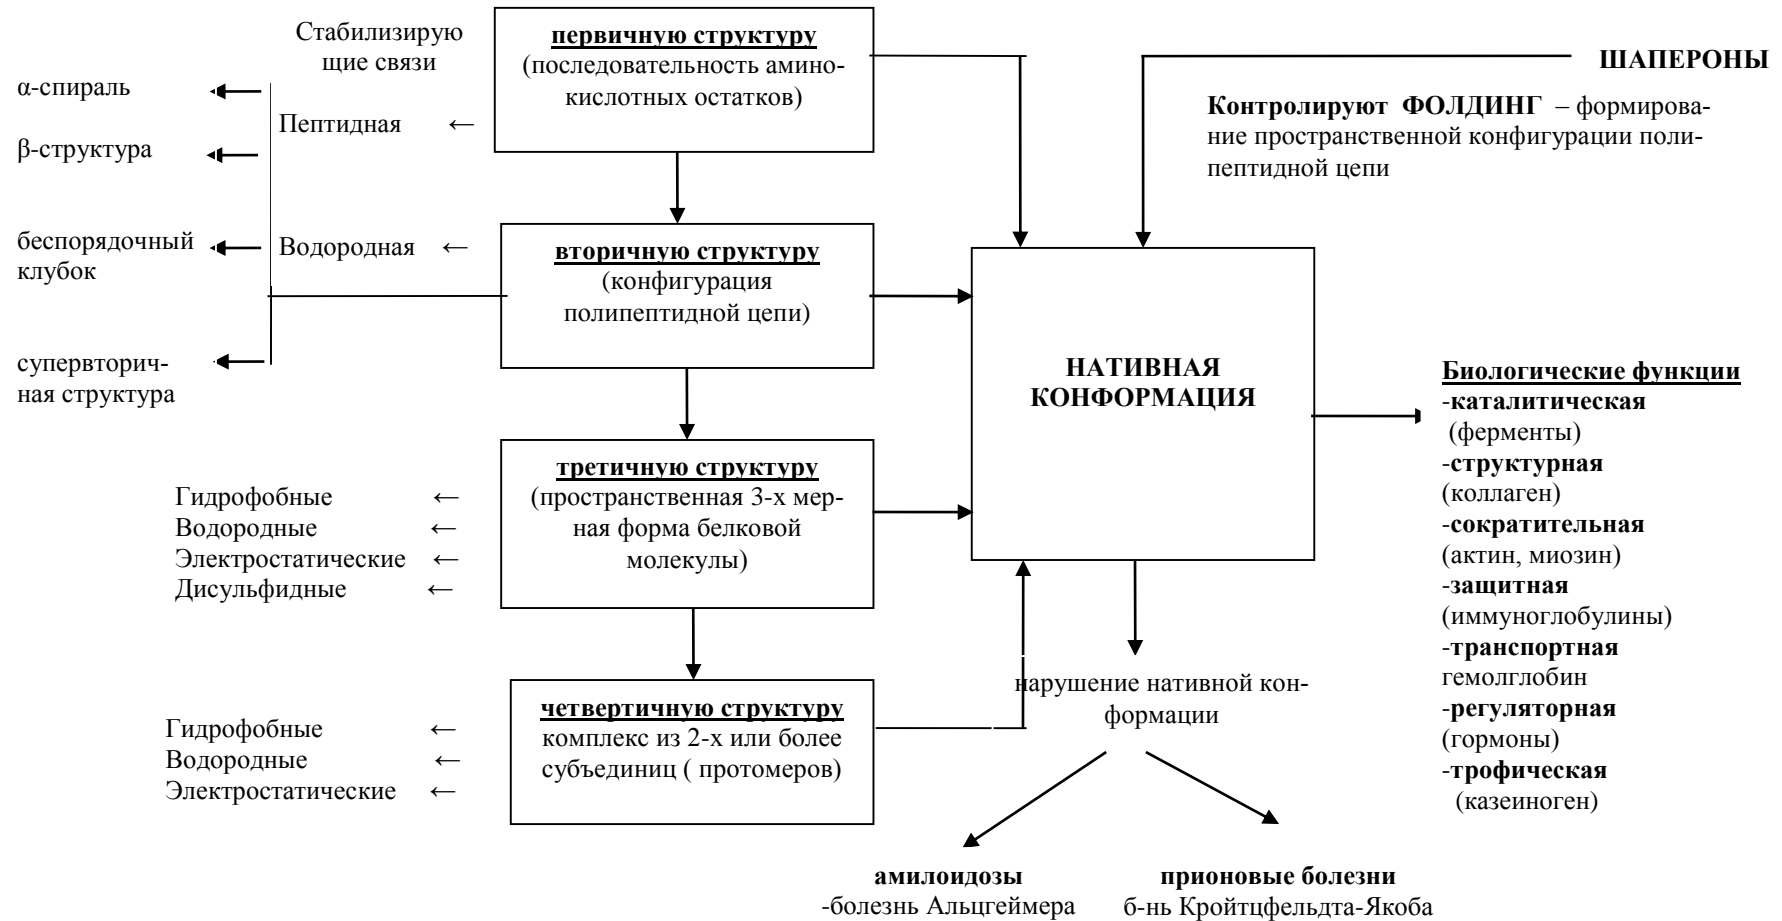 Стабилизирую
щие связи
α-спираль
β-структура
беспорядочный
клубок
супервторич-
ная структура
Пептидная ←
Водородная ←
первичную структуру
(последовательность амино-
кислотных остатков)
вторичную структуру
(конфигурация
полипептидной цепи)
третичную структуру
(пространственная 3-х мер-
ная форма белковой
молекулы)
Гидрофобные ←
Водородные ←
Электростатические ←
Дисульфидные ←
четвертичную структуру
комплекс из 2-х или более
субъединиц ( протомеров)
Гидрофобные ←
Водородные ←
Электростатические ←
ШАПЕРОНЫ
Контролируют ФОЛДИНГ – формирова-
ние пространственной конфигурации поли-
пептидной цепи
НАТИВНАЯ
КОНФОРМАЦИЯ
Биологические функции
-каталитическая
(ферменты)
-структурная
(коллаген)
-сократительная
(актин, миозин)
-защитная
(иммуноглобулины)
-транспортная
гемолглобин
-регуляторная
(гормоны)
-трофическая
(казеиноген)
нарушение нативной кон-
формации
амилоидозы
-болезнь Альцгеймера
прионовые болезни
б-нь Кройтцфельдта-Якоба